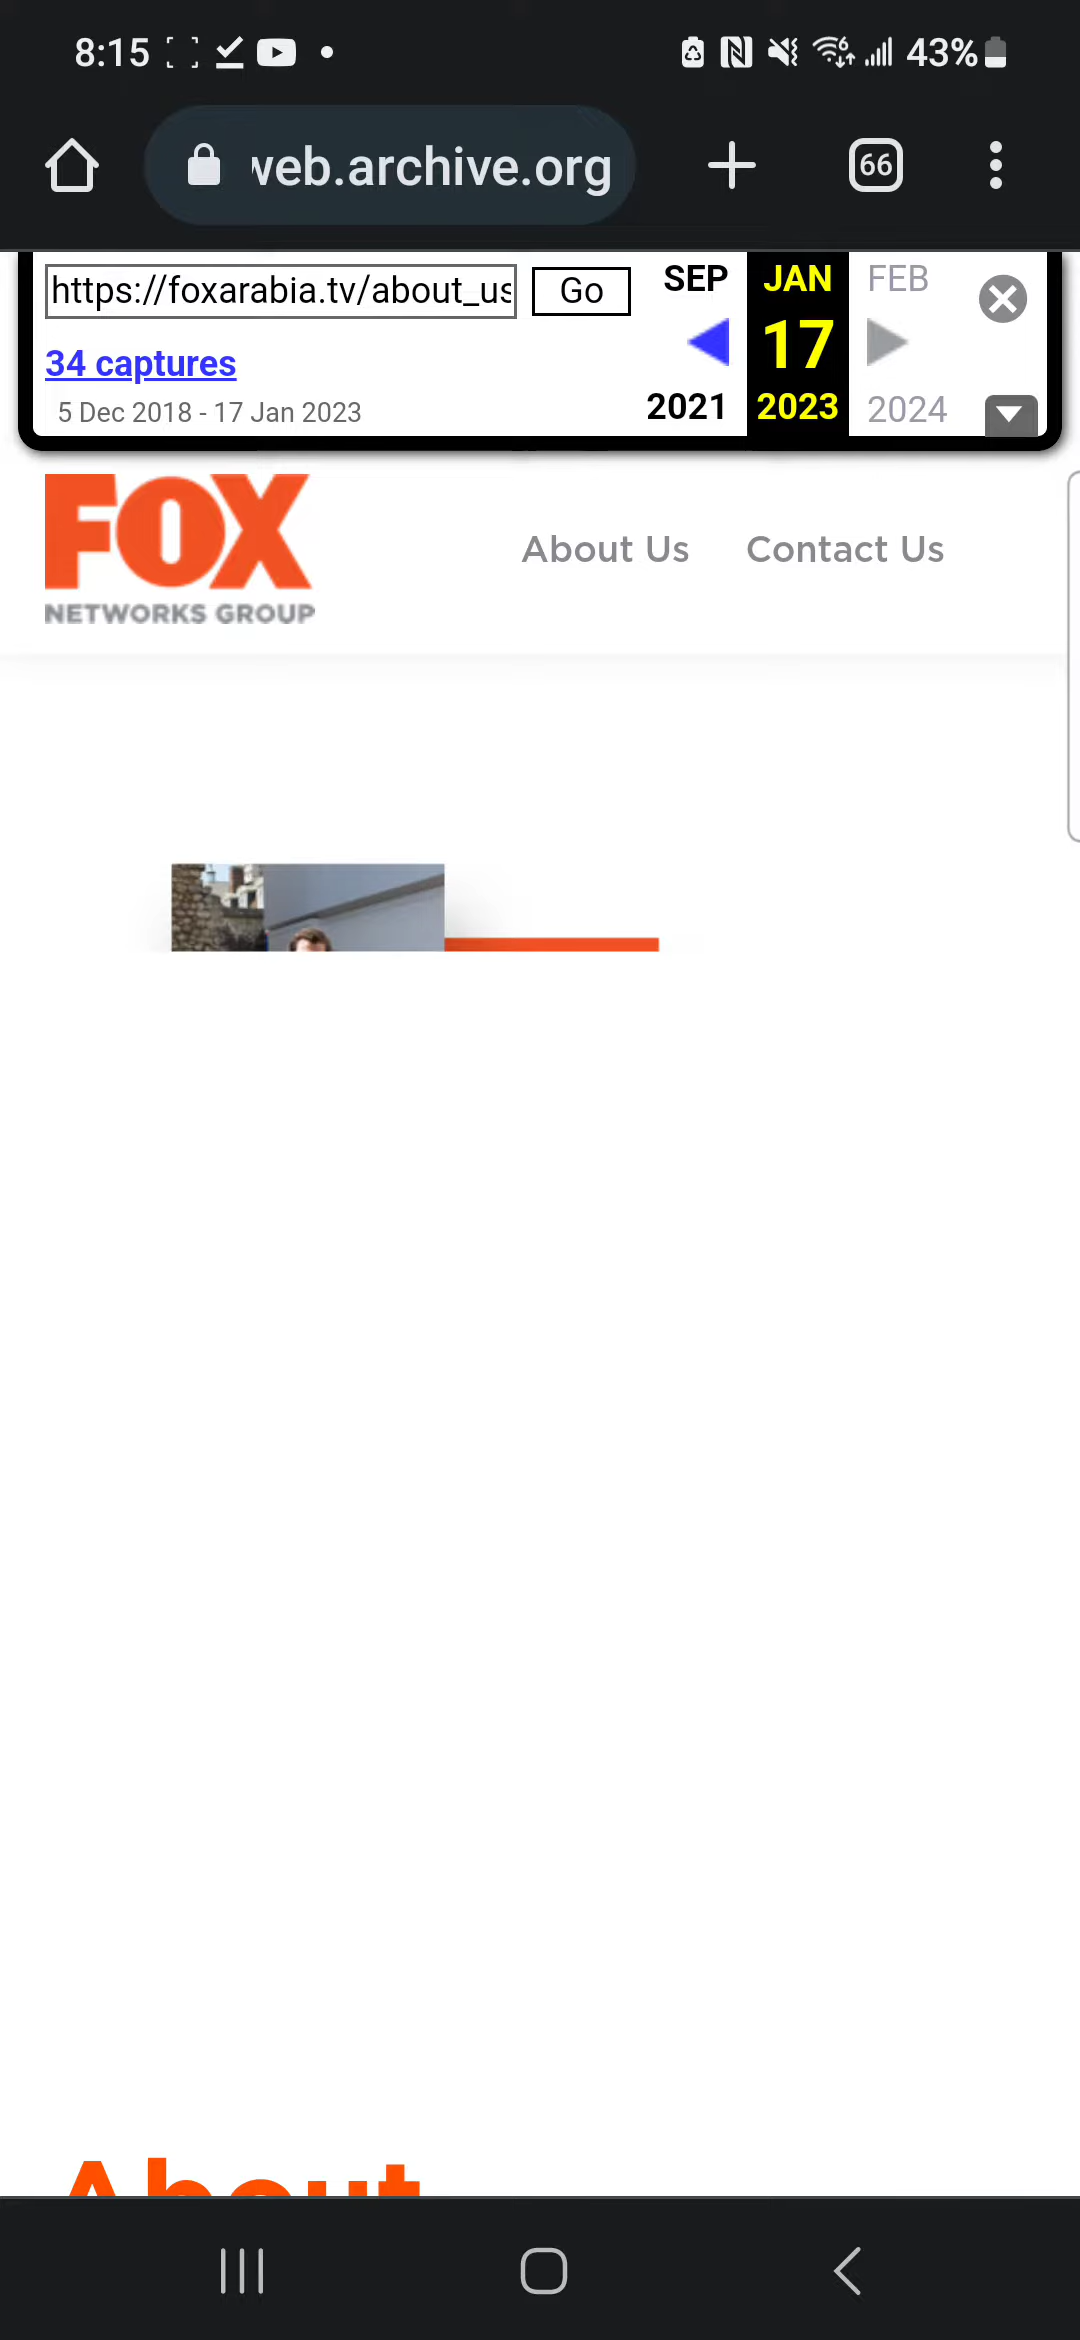 8:15
43%
web.archive.org
66
https://foxarabia.tv/about_us
Go
SEP
JAN
FEB
17
34 captures
5 Dec 2018 - 17 Jan 2023
2021
2023
2024
FOX
NETWORKS GROUP
About Us
Contact Us
About